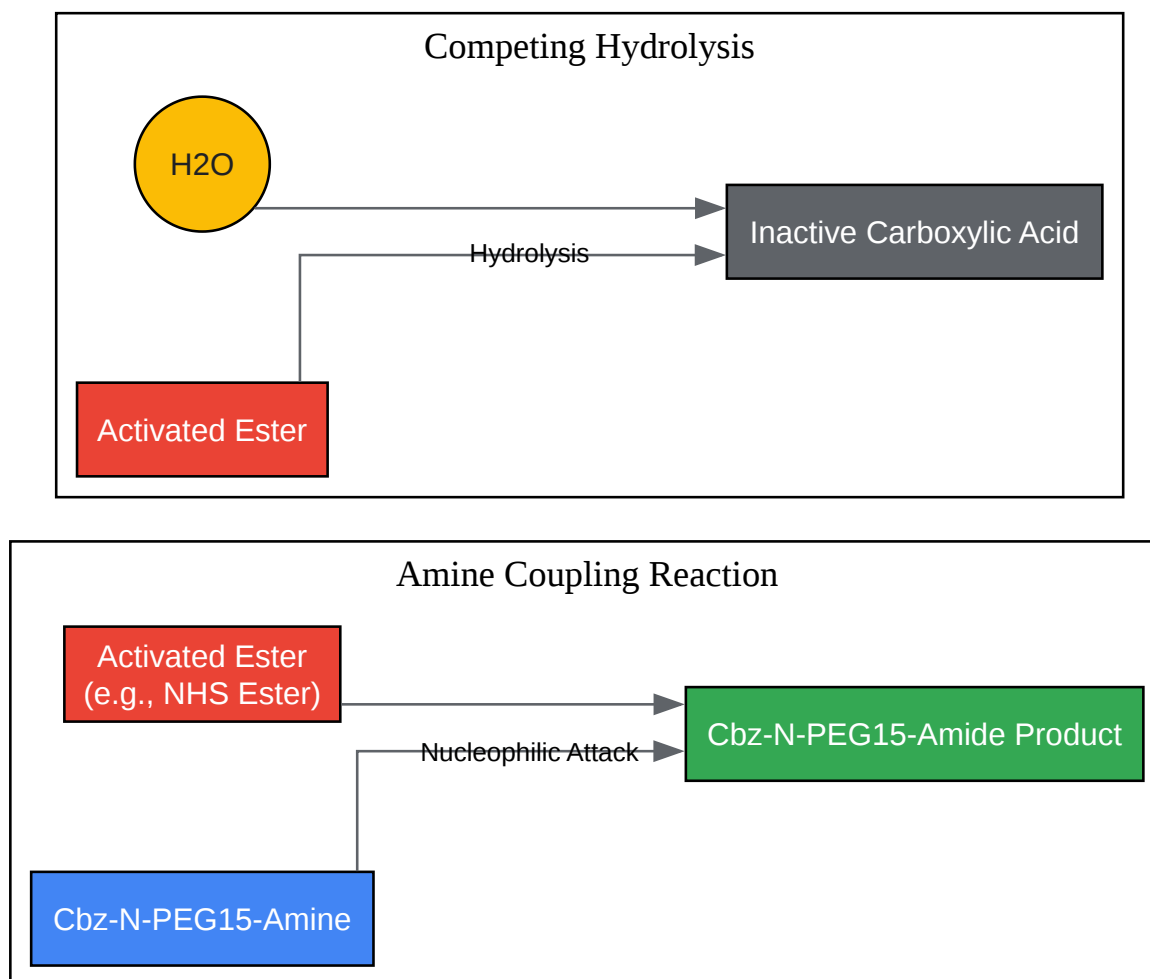 Competing Hydrolysis
H2O
Inactive Carboxylic Acid
Hydrolysis
Activated Ester
Amine Coupling Reaction
Activated Ester
(e.g., NHS Ester)
Cbz-N-PEG15-Amide Product
Nucleophilic Attack
Cbz-N-PEG15-Amine